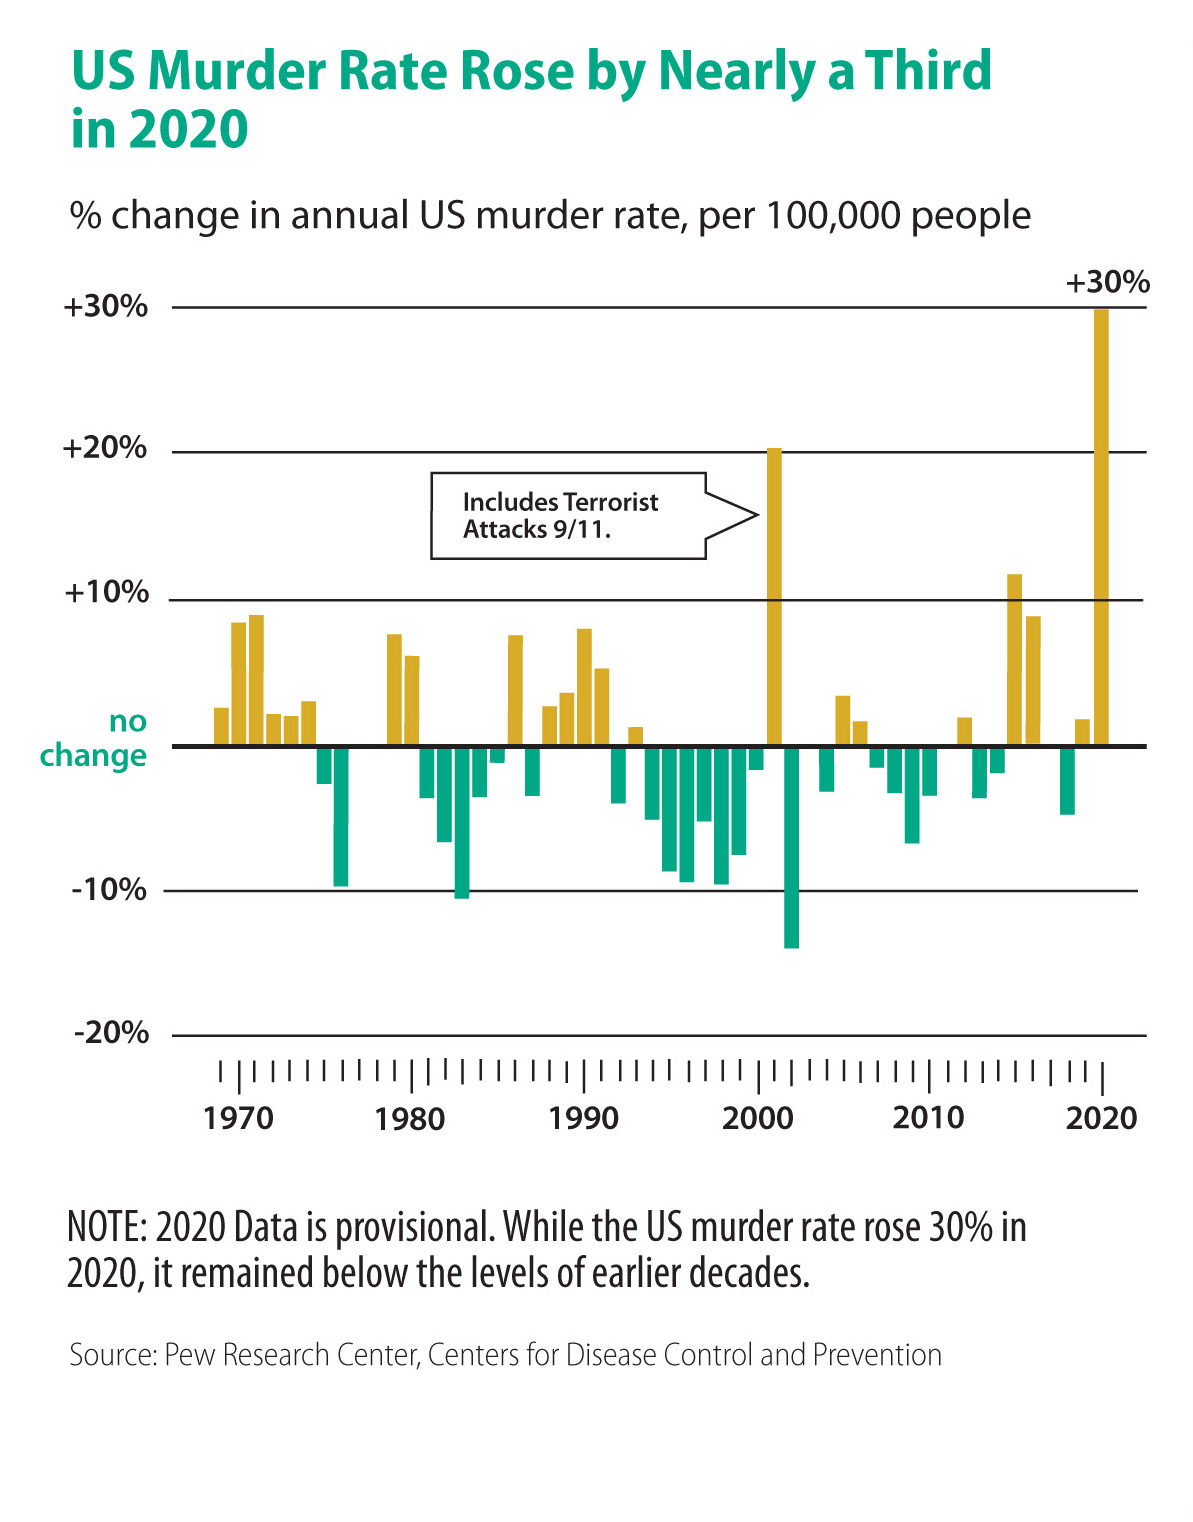 US Murder Rate Rose by Nearly a Third
in 2020
% change in annual US murder rate, per 100,000 people
+30%
+30%
+20%
Includes Terrorist
Attacks 9/11.
+10%
no
change
-10%
-20%
1970 1980 1990 2000 2010 2020
NOTE: 2020 Data is provisional. While the US murder rate rose 30% in
2020, it remained below the levels of earlier decades.
Source: Pew Research Center, Centers for Disease Control and Prevention